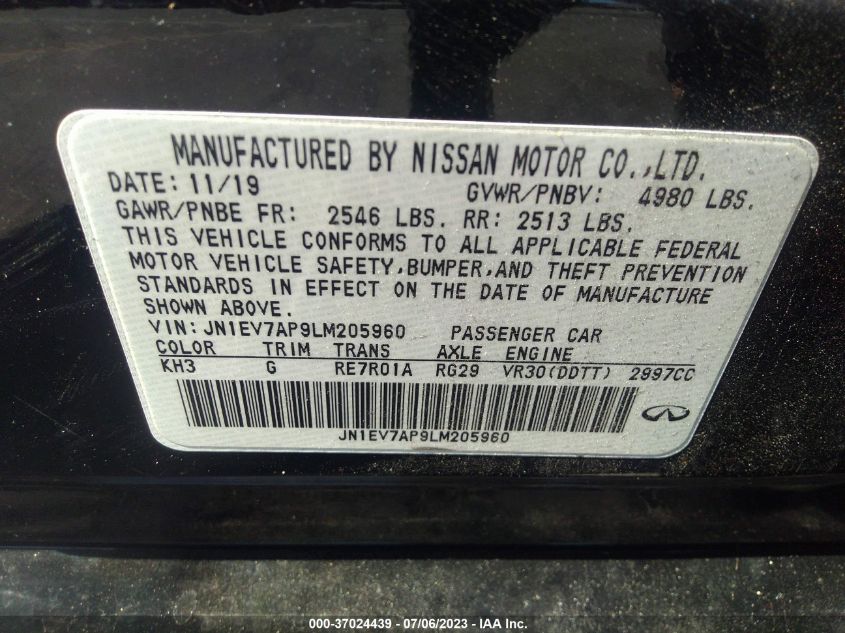 MANUFACTURED BY NISSAN MOTOR CO.,LTD.
DATE: 11/19 GVWR/PNBV: 4980 LBS.
GAWR/PNBE FR: 2546 LBS. RR: 2513 LBS.
THIS VEHICLE CONFORMS TO ALL APPLICABLE FEDERAL
MOTOR VEHICLE SAFETY,BUMPER,AND THEFT PREVENTION
STANDARDS IN EFFECT ON THE DATE OF MANUFACTURE
SHOWN ABOVE.
VIN: JN1EV7AP9LM205960 PASSENGER CAR
COLOR TRIM TRANS AXLE ENGINE
KH3 G RE7R01A RG29 VR30(DDTT) 2997CC
JN1EV7AP9LM205960
000-37024439 - 07/06/2023 - IAA Inc.